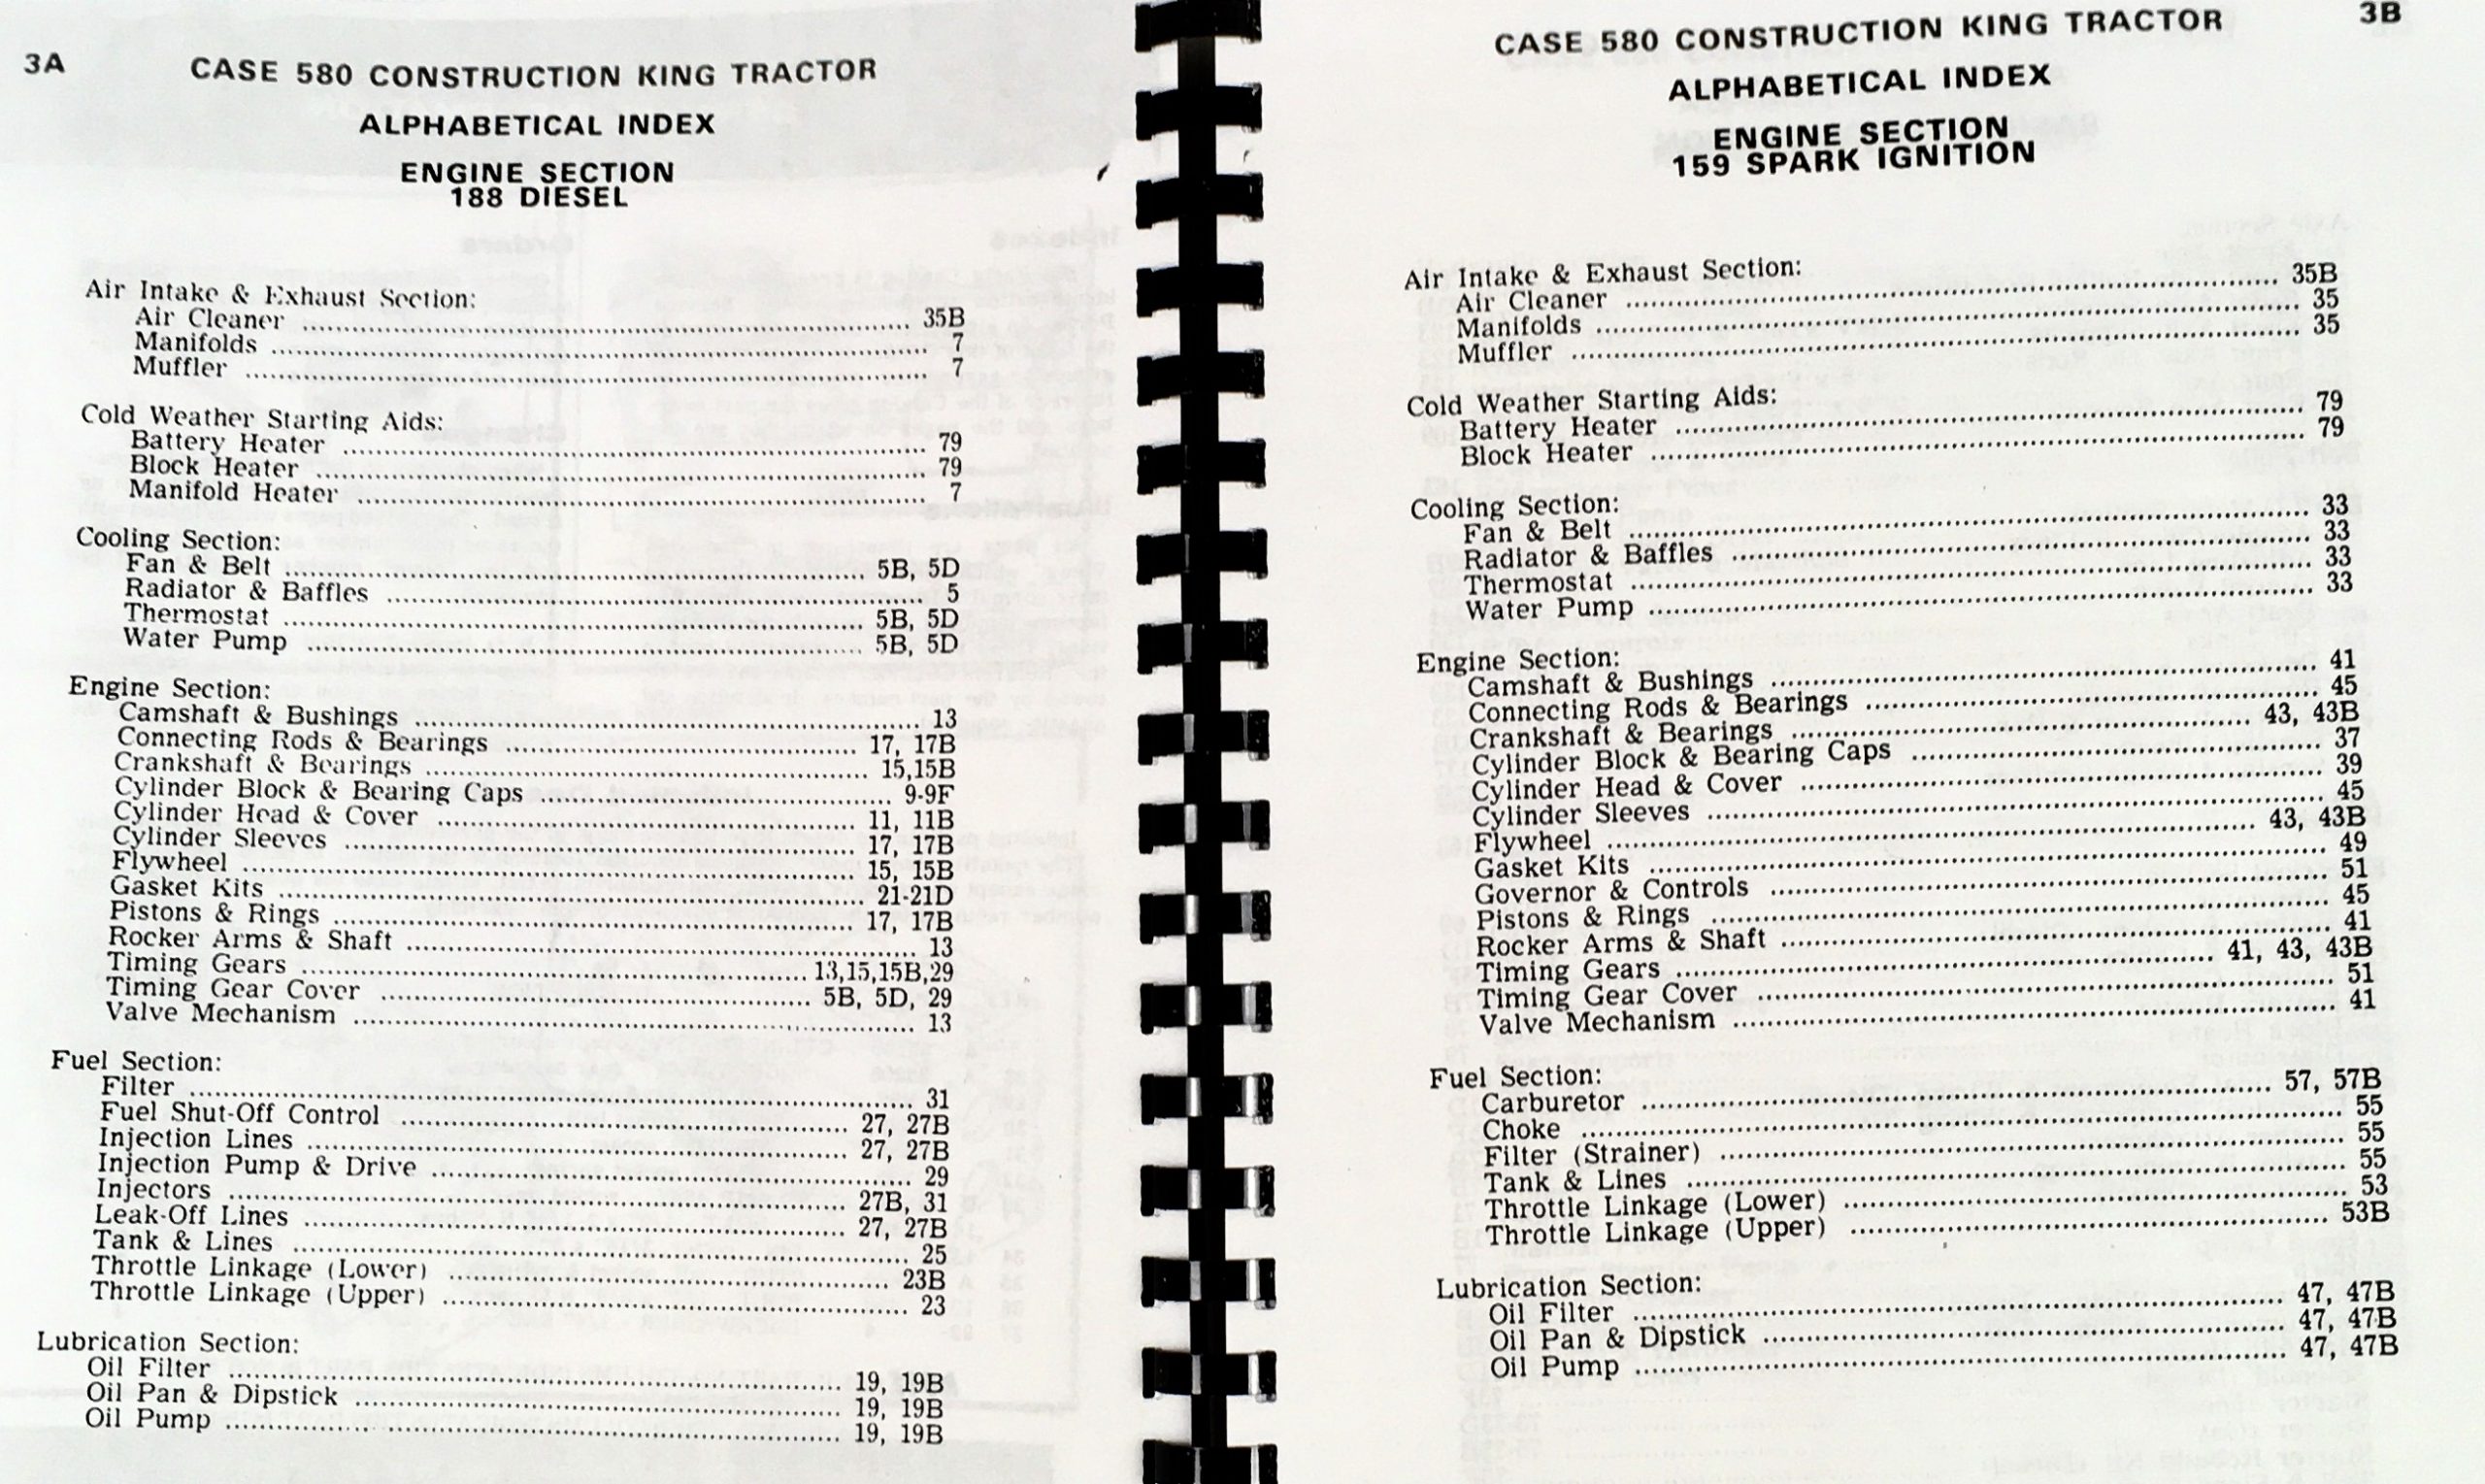 3A
CASE 580 CONSTRUCTION KING TRACTOR
ALPHABETICAL INDEX
ENGINE SECTION
188 DIESEL
Air Intake & Exhaust Section:
Air Cleaner ........ 35B
Manifolds ........ 7
Muffler ........ 7
Cold Weather Starting Aids:
Battery Heater ........ 79
Block Heater ........ 79
Manifold Heater ........ 7
Cooling Section:
Fan & Belt ........ 5B, 5D
Radiator & Baffles ........ 5
Thermostat ........ 5B, 5D
Water Pump ........ 5B, 5D
Engine Section:
Camshaft & Bushings ........ 13
Connecting Rods & Bearings ........ 17, 17B
Crankshaft & Bearings ........ 15,15B
Cylinder Block & Bearing Caps ........ 9-9F
Cylinder Head & Cover ........ 11, 11B
Cylinder Sleeves ........ 17, 17B
Flywheel ........ 15, 15B
Gasket Kits ........ 21-21D
Pistons & Rings ........ 17, 17B
Rocker Arms & Shaft ........ 13
Timing Gears ........ 13,15,15B,29
Timing Gear Cover ........ 5B, 5D, 29
Valve Mechanism ........ 13
Fuel Section:
Filter ........ 31
Fuel Shut-Off Control ........ 27, 27B
Injection Lines ........ 27, 27B
Injection Pump & Drive ........ 29
Injectors ........ 27B, 31
Leak-Off Lines ........ 27, 27B
Tank & Lines ........ 25
Throttle Linkage (Lower) ........ 23B
Throttle Linkage (Upper) ........ 23
Lubrication Section:
Oil Filter ........ 19, 19B
Oil Pan & Dipstick ........ 19, 19B
Oil Pump ........ 19, 19B
3B
CASE 580 CONSTRUCTION KING TRACTOR
ALPHABETICAL INDEX
ENGINE SECTION
159 SPARK IGNITION
Air Intake & Exhaust Section:
Air Cleaner ........ 35B
Manifolds ........ 35
Muffler ........ 35
Cold Weather Starting Aids:
Battery Heater ........ 79
Block Heater ........ 79
Cooling Section:
Fan & Belt ........ 33
Radiator & Baffles ........ 33
Thermostat ........ 33
Water Pump ........ 33
Engine Section:
Camshaft & Bushings ........ 41
Connecting Rods & Bearings ........ 45
Crankshaft & Bearings ........ 43, 43B
Cylinder Block & Bearing Caps ........ 37
Cylinder Head & Cover ........ 39
Cylinder Sleeves ........ 45
Flywheel ........ 43, 43B
Gasket Kits ........ 49
Governor & Controls ........ 51
Pistons & Rings ........ 45
Rocker Arms & Shaft ........ 41
Timing Gears ........ 41, 43, 43B
Timing Gear Cover ........ 51
Valve Mechanism ........ 41
Fuel Section:
Carburetor ........ 57, 57B
Choke ........ 55
Filter (Strainer) ........ 55
Tank & Lines ........ 55
Throttle Linkage (Lower) ........ 53
Throttle Linkage (Upper) ........ 53B
Lubrication Section:
Oil Filter ........ 47, 47B
Oil Pan & Dipstick ........ 47, 47B
Oil Pump ........ 47, 47B